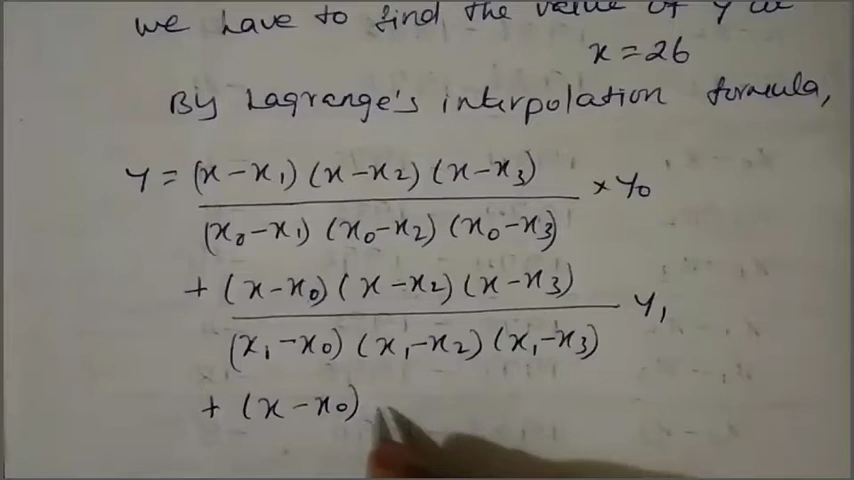 we have to find the value of y at
x = 26
By Lagrange's interpolation formula,
y = (x-x₁) (x-x₂) (x-x₃)
× y₀
(x₀-x₁) (x₀-x₂) (x₀-x₃)
+ (x-x₀) (x-x₂) (x-x₃)
y₁
(x₁-x₀) (x₁-x₂) (x₁-x₃)
+ (x-x₀)